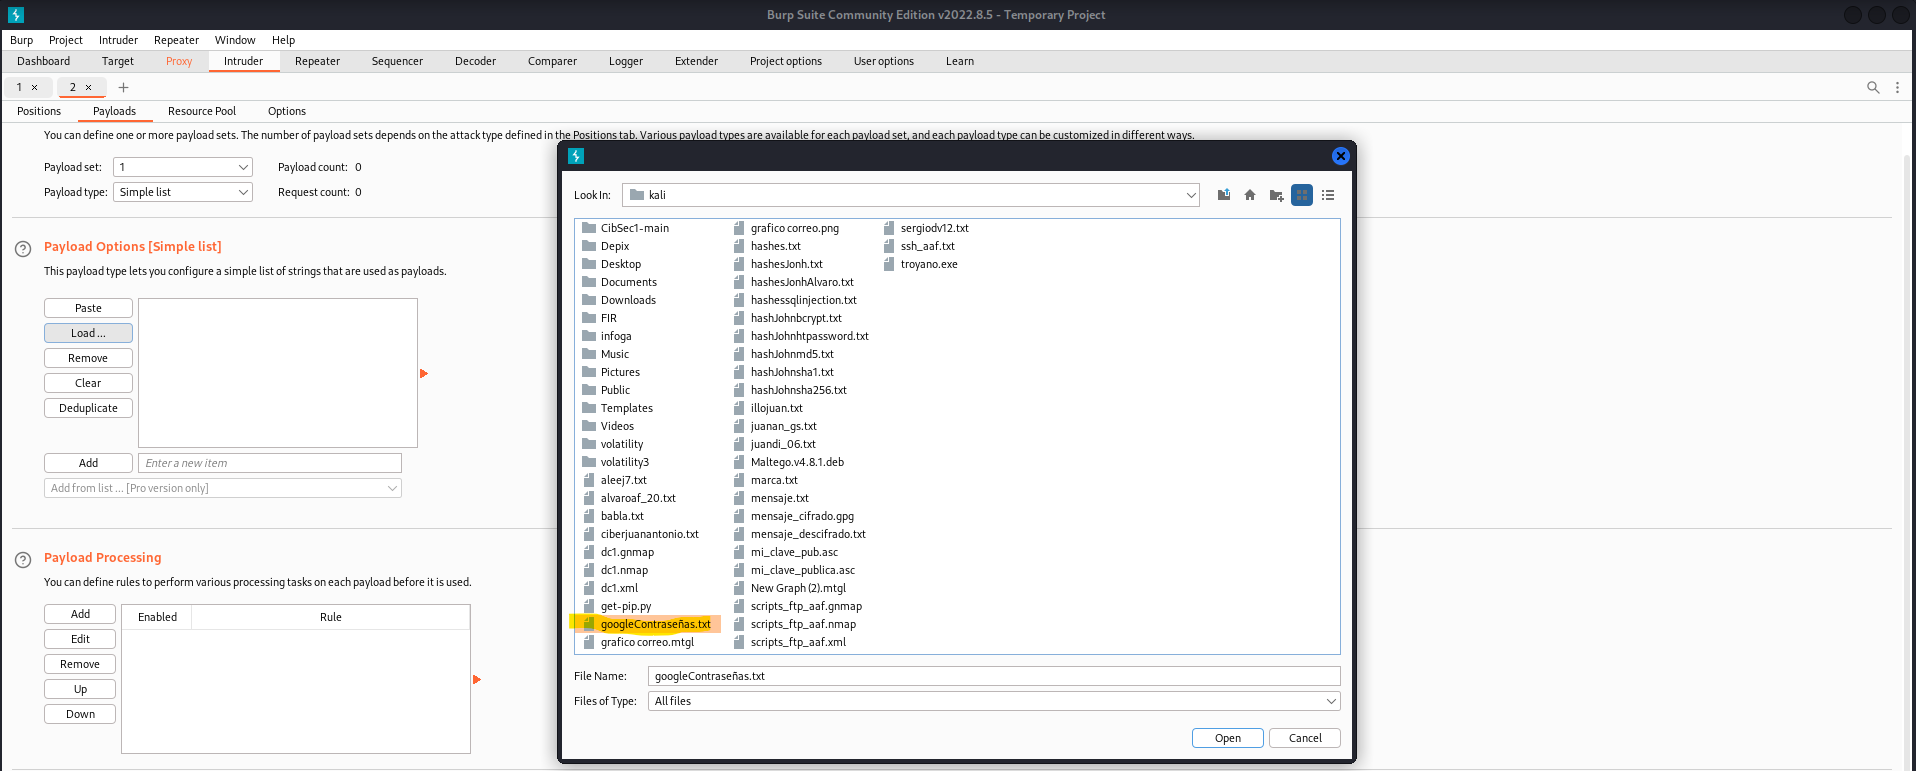 Burp Suite Community Edition v2022.8.5 - Temporary Project
Burp Project Intruder Repeater Window Help
Dashboard Target Proxy Intruder Repeater Sequencer Decoder Comparer Logger Extender Project options User options Learn
1 × 2 × +
Positions Payloads Resource Pool Options
You can define one or more payload sets. The number of payload sets depends on the attack type defined in the Positions tab. Various payload types are available for each payload set, and each payload type can be customized in different ways.
Payload set: 1 Payload count: 0
Payload type: Simple list Request count: 0
? Payload Options [Simple list]
This payload type lets you configure a simple list of strings that are used as payloads.
Paste
Load ...
Remove
Clear
Deduplicate
Add Enter a new item
Add from list ... [Pro version only]
? Payload Processing
You can define rules to perform various processing tasks on each payload before it is used.
Add
Edit
Remove
Up
Down
Enabled Rule
Look In: kali
CibSec1-main
Depix
Desktop
Documents
Downloads
FIR
infoga
Music
Pictures
Public
Templates
Videos
volatility
volatility3
aleej7.txt
alvaroaf_20.txt
babla.txt
ciberjuanantonio.txt
dc1.gnmap
dc1.nmap
dc1.xml
get-pip.py
googleContraseñas.txt
grafico correo.mtgl
grafico correo.png
hashes.txt
hashesJonh.txt
hashesJonhAlvaro.txt
hashessqlinjection.txt
hashJohnbcrypt.txt
hashJohnhtpassword.txt
hashJohnmd5.txt
hashJohnsha1.txt
hashJohnsha256.txt
illojuan.txt
juanan_gs.txt
juandi_06.txt
Maltego.v4.8.1.deb
marca.txt
mensaje.txt
mensaje_cifrado.gpg
mensaje_descifrado.txt
mi_clave_pub.asc
mi_clave_publica.asc
New Graph (2).mtgl
scripts_ftp_aaf.gnmap
scripts_ftp_aaf.nmap
scripts_ftp_aaf.xml
sergiodv12.txt
ssh_aaf.txt
troyano.exe
File Name: googleContraseñas.txt
Files of Type: All files
Open Cancel